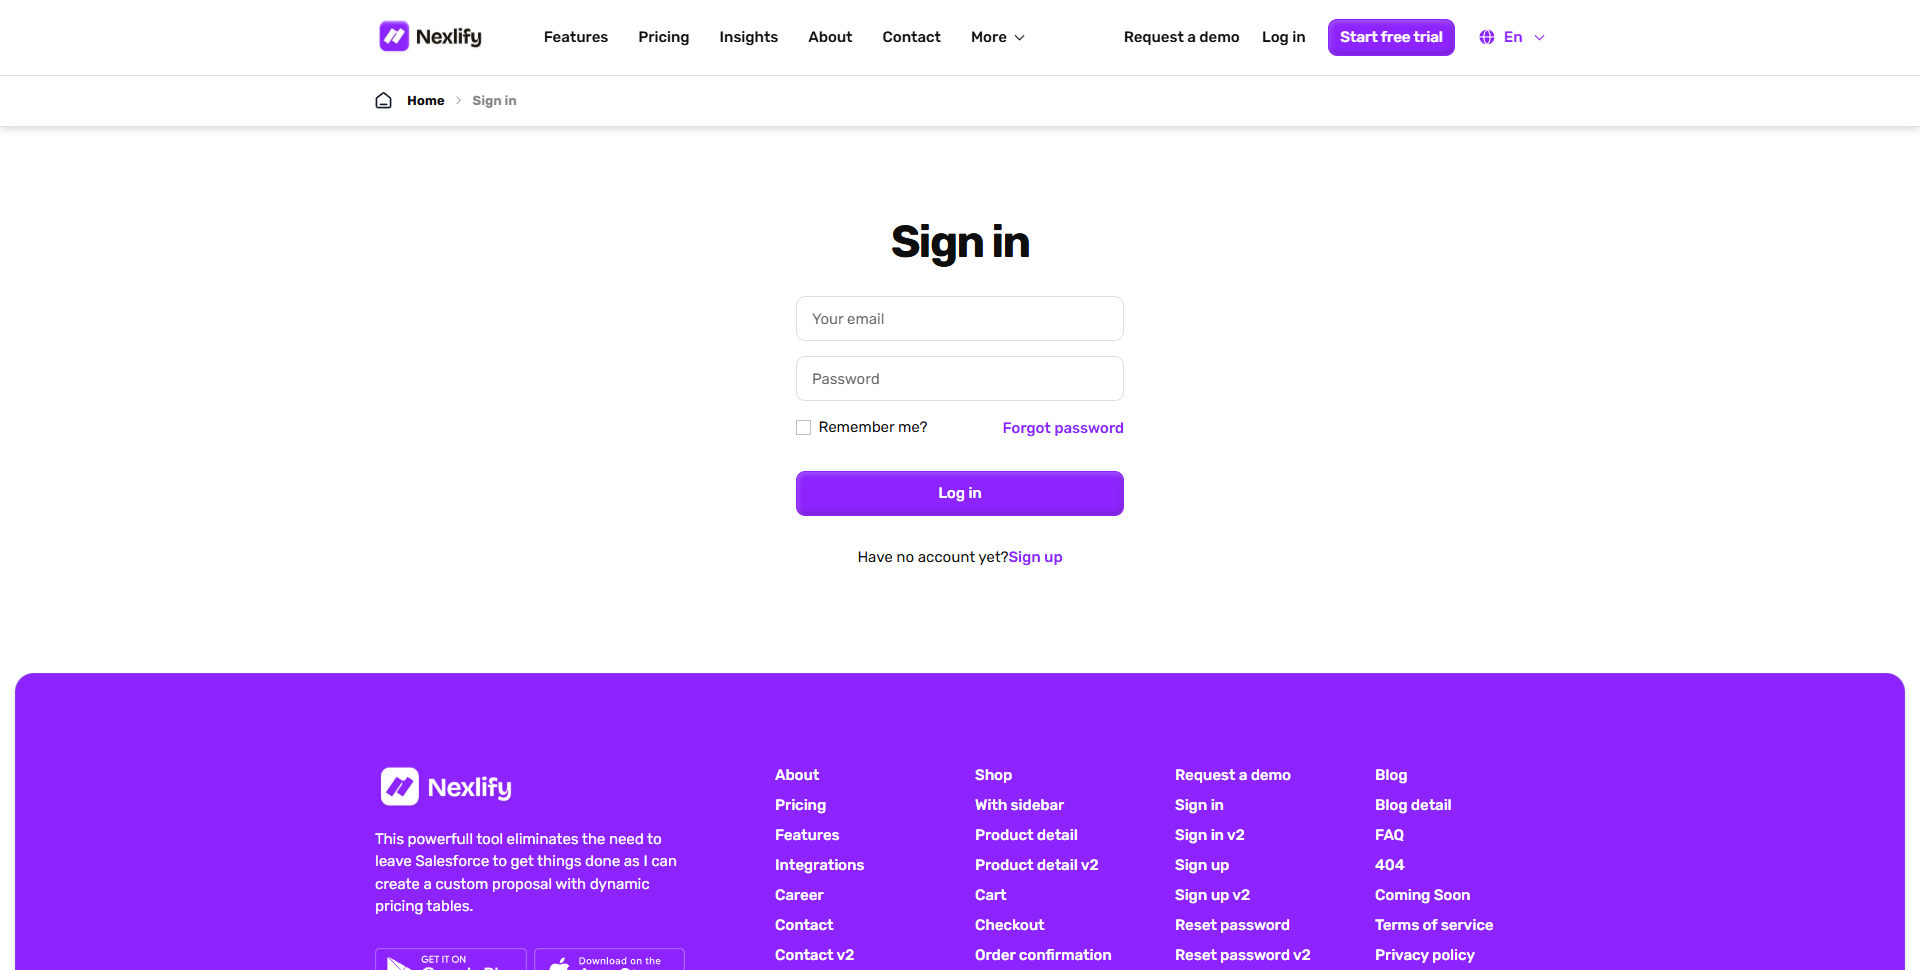 Nexlify
Features
Pricing
Insights
About
Contact
More
Request a demo
Log in
Start free trial
En
Home
Sign in
Sign in
Your email
Password
Remember me?
Forgot password
Log in
Have no account yet?Sign up
Nexlify
This powerfull tool eliminates the need to
leave Salesforce to get things done as I can
create a custom proposal with dynamic
pricing tables.
GET IT ON
Download on the
About
Pricing
Features
Integrations
Career
Contact
Contact v2
Shop
With sidebar
Product detail
Product detail v2
Cart
Checkout
Order confirmation
Request a demo
Sign in
Sign in v2
Sign up
Sign up v2
Reset password
Reset password v2
Blog
Blog detail
FAQ
404
Coming Soon
Terms of service
Privacy policy